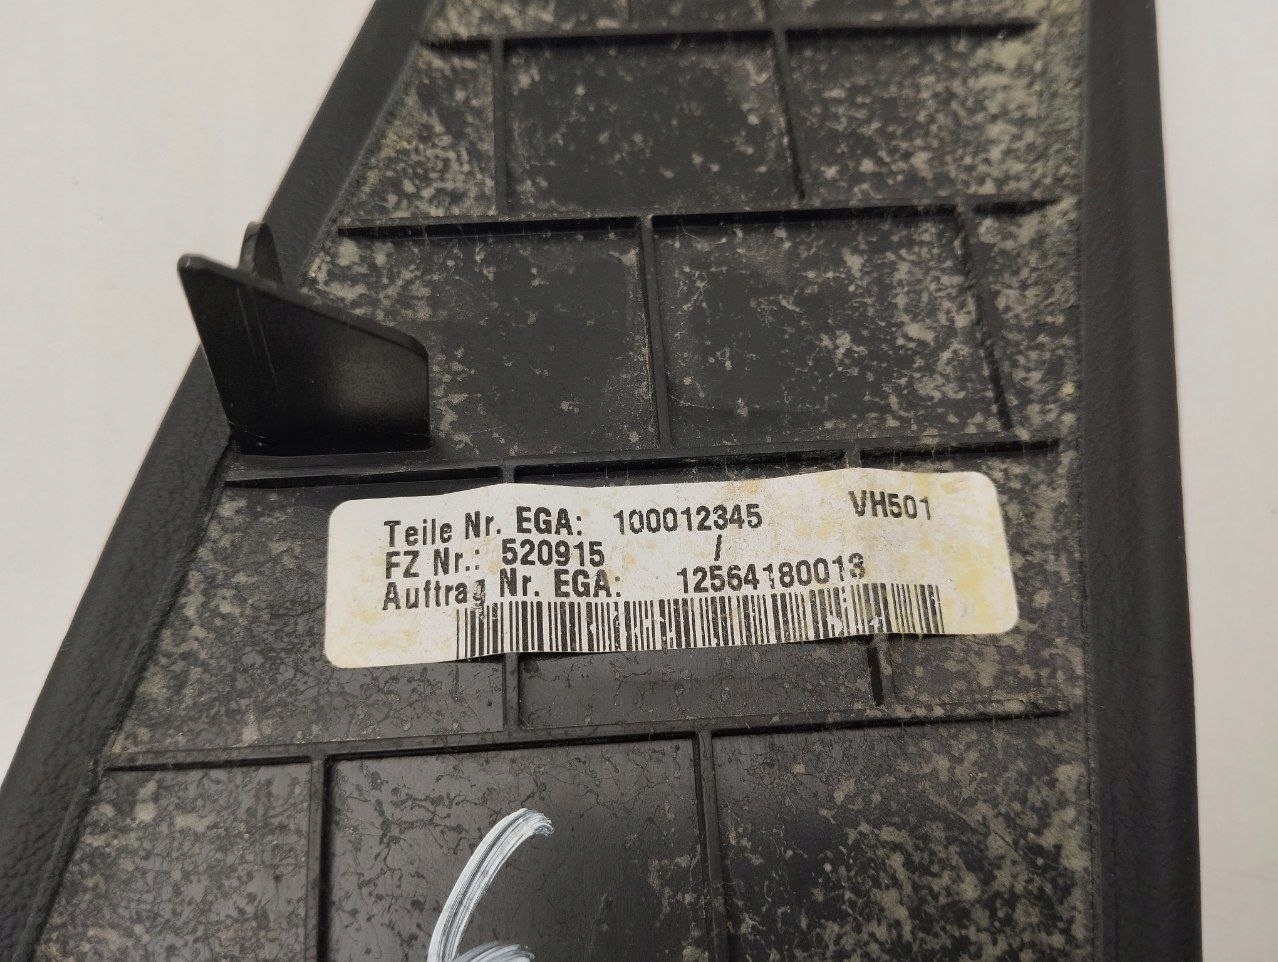 Teile Nr. EGA: 100012345 VH501
FZ Nr.: 520915 /
Auftrag Nr. EGA: 12564180013